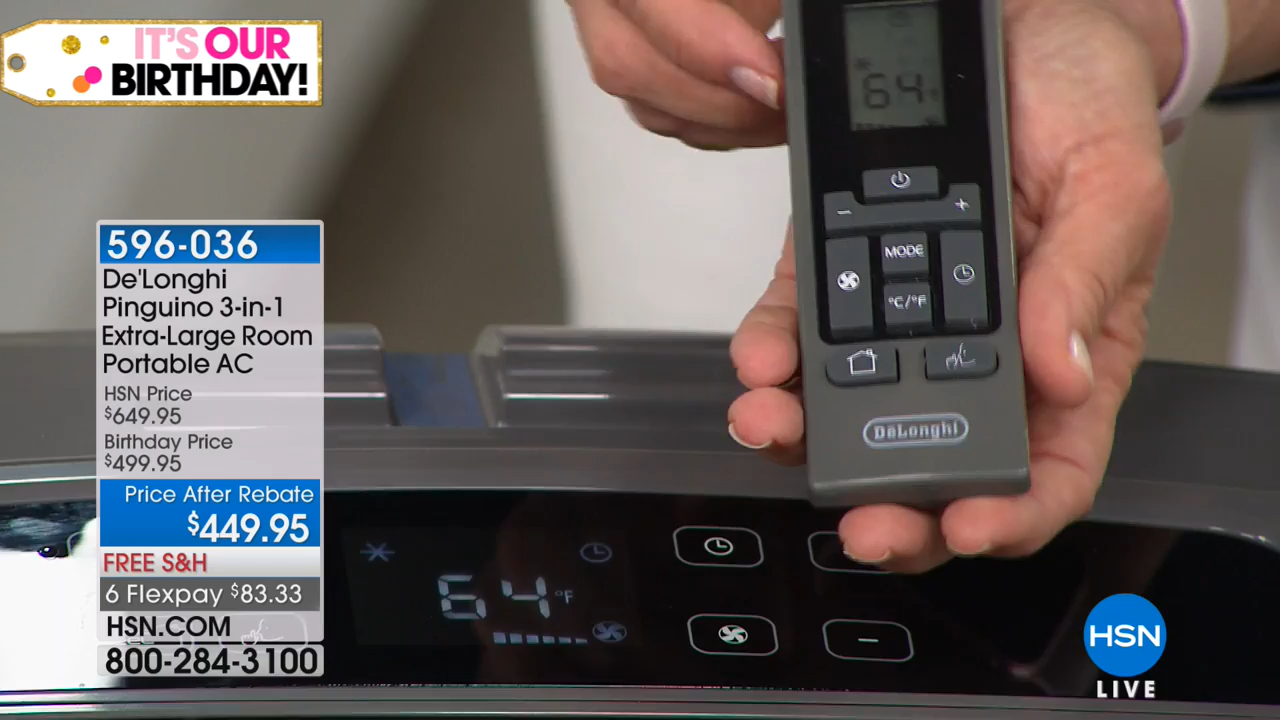 IT'S OUR
BIRTHDAY!
596-036
De'Longhi
Pinguino 3-in-1
Extra-Large Room
Portable AC
HSN Price
$649.95
Birthday Price
$499.95
Price After Rebate
$449.95
FREE S&H
6 Flexpay $83.33
HSN.COM
800-284-3100
64
− +
MODE
°C/°F
DeLonghi
64 °F
−
HSN
LIVE